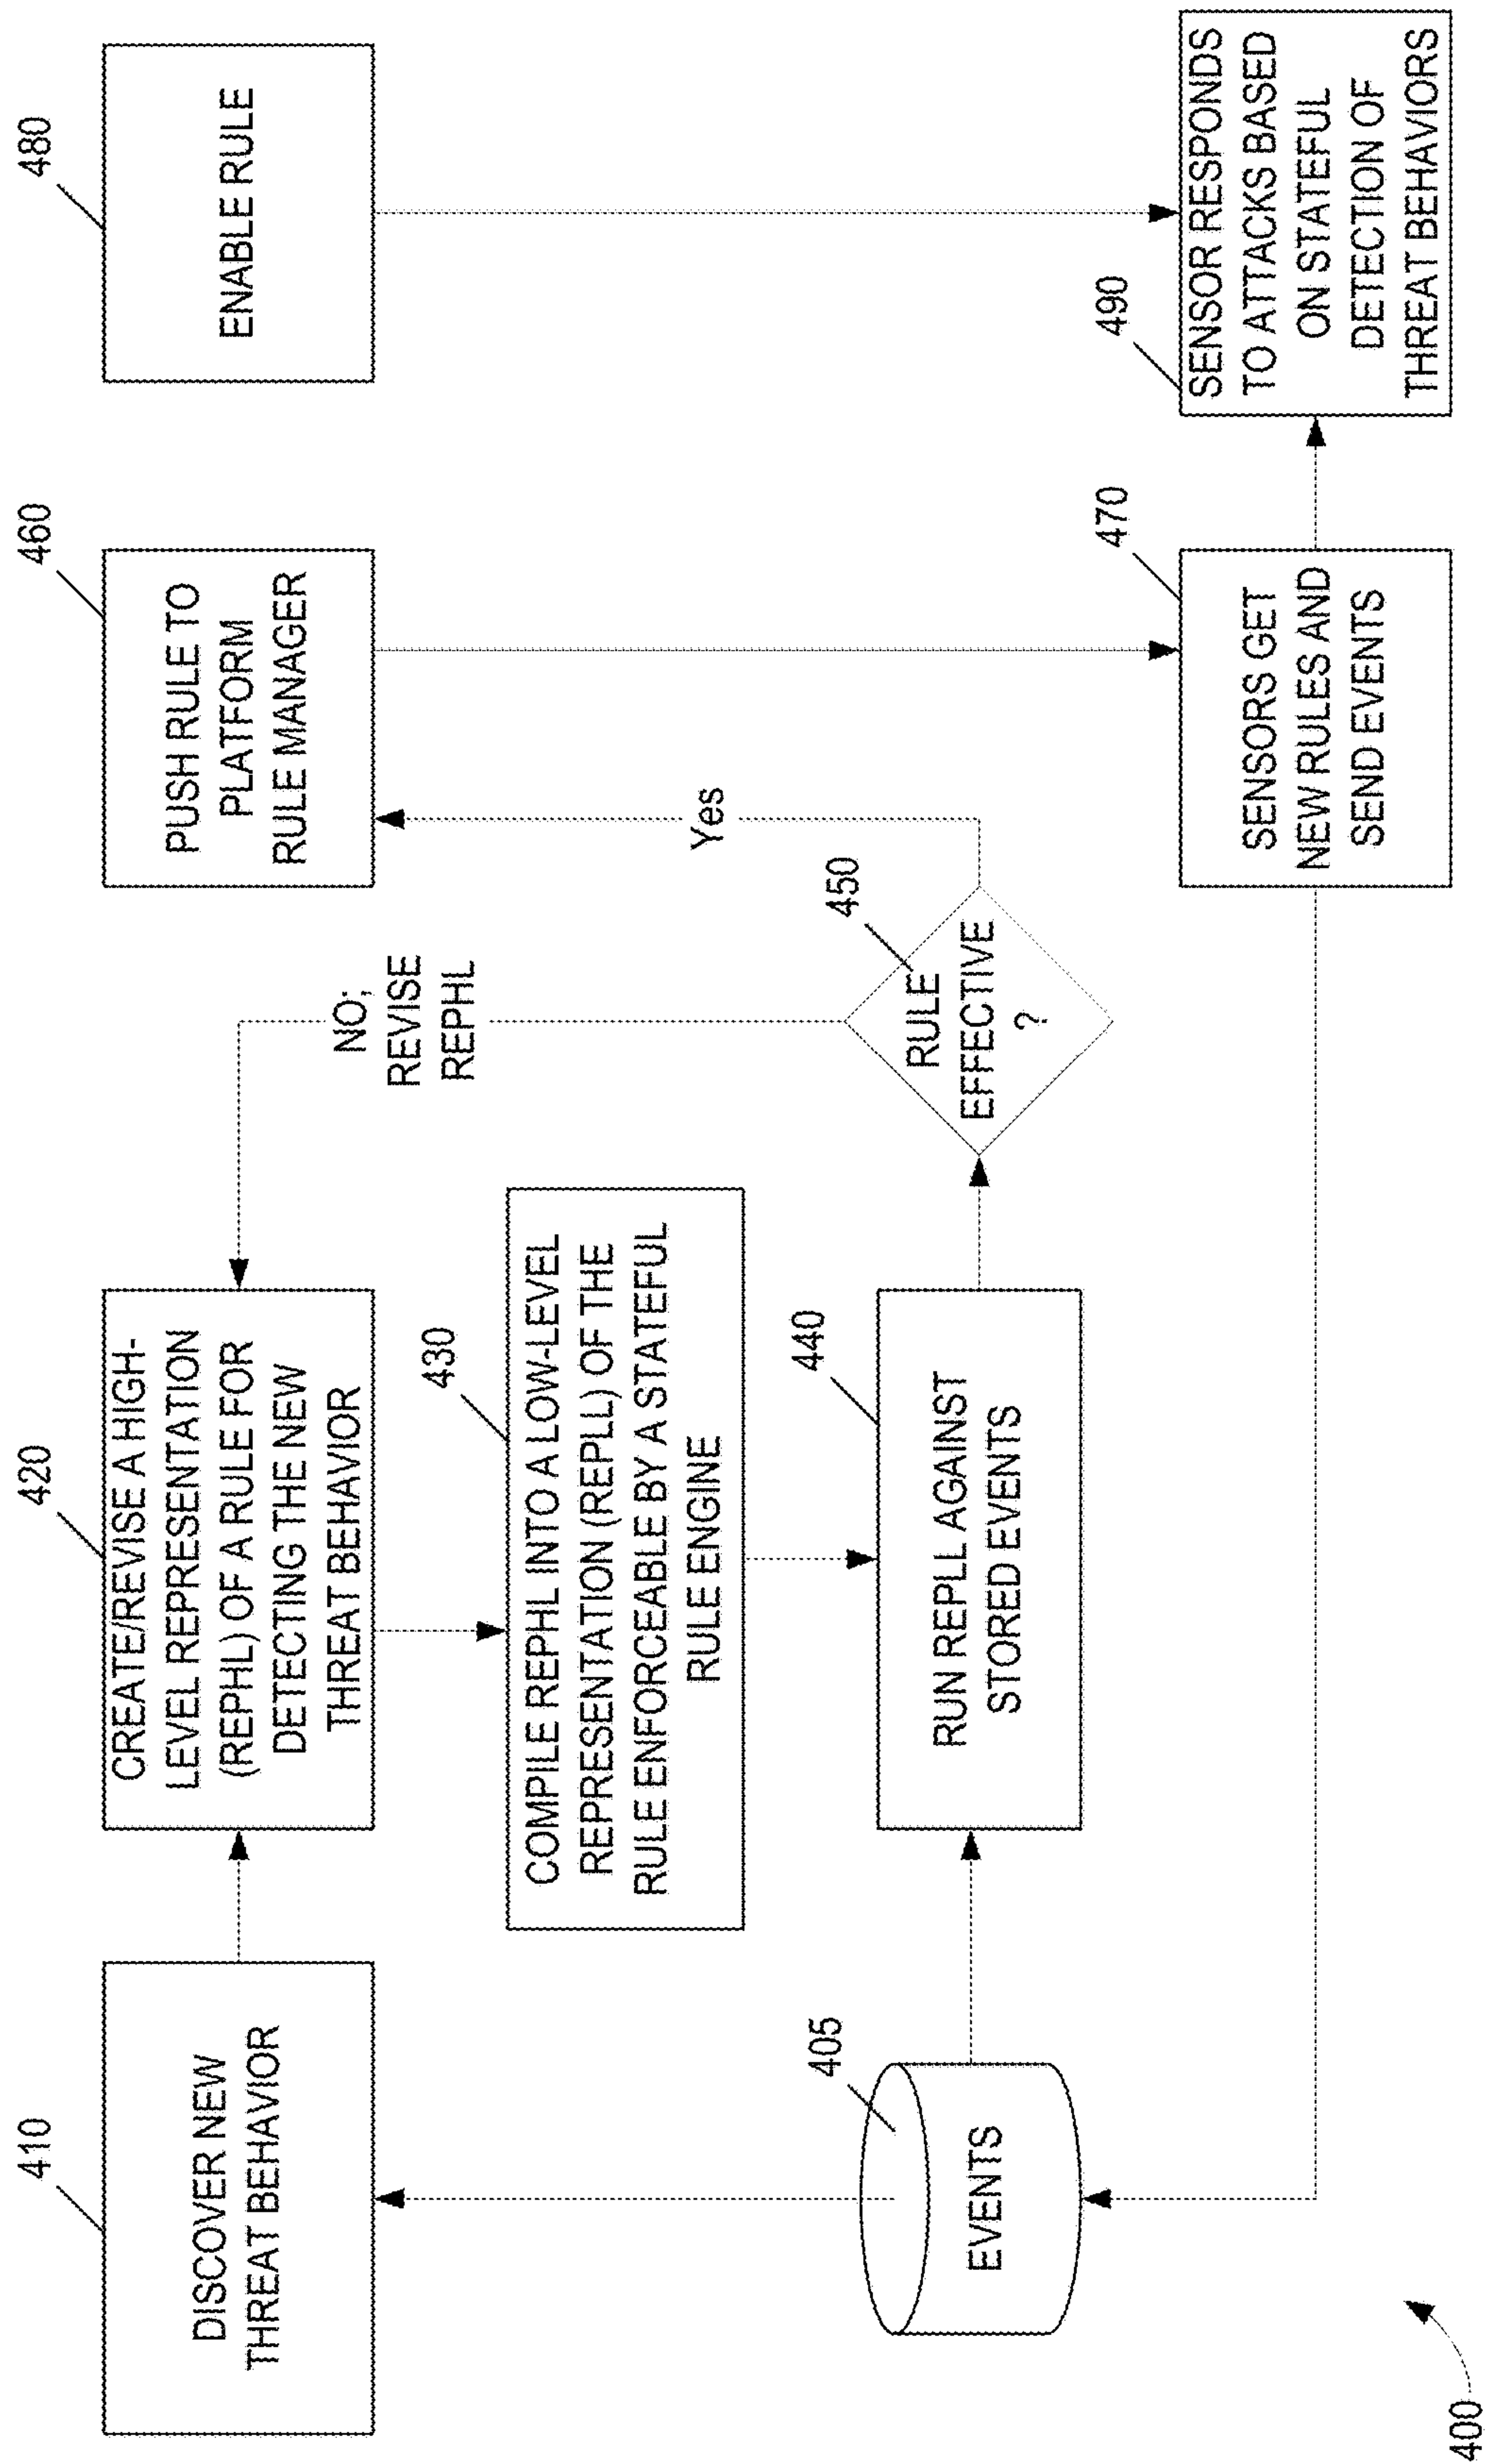 410
DISCOVER NEW
THREAT BEHAVIOR
420
CREATE/REVISE A HIGH-
LEVEL REPRESENTATION
(REPHL) OF A RULE FOR
DETECTING THE NEW
THREAT BEHAVIOR
NO;
REVISE
REPHL
460
PUSH RULE TO
PLATFORM
RULE MANAGER
480
ENABLE RULE
430
COMPILE REPHL INTO A LOW-LEVEL
REPRESENTATION (REPLL) OF THE
RULE ENFORCEABLE BY A STATEFUL
RULE ENGINE
Yes
405
EVENTS
440
RUN REPLL AGAINST
STORED EVENTS
450
RULE
EFFECTIVE
?
470
SENSORS GET
NEW RULES AND
SEND EVENTS
490
SENSOR RESPONDS
TO ATTACKS BASED
ON STATEFUL
DETECTION OF
THREAT BEHAVIORS
400